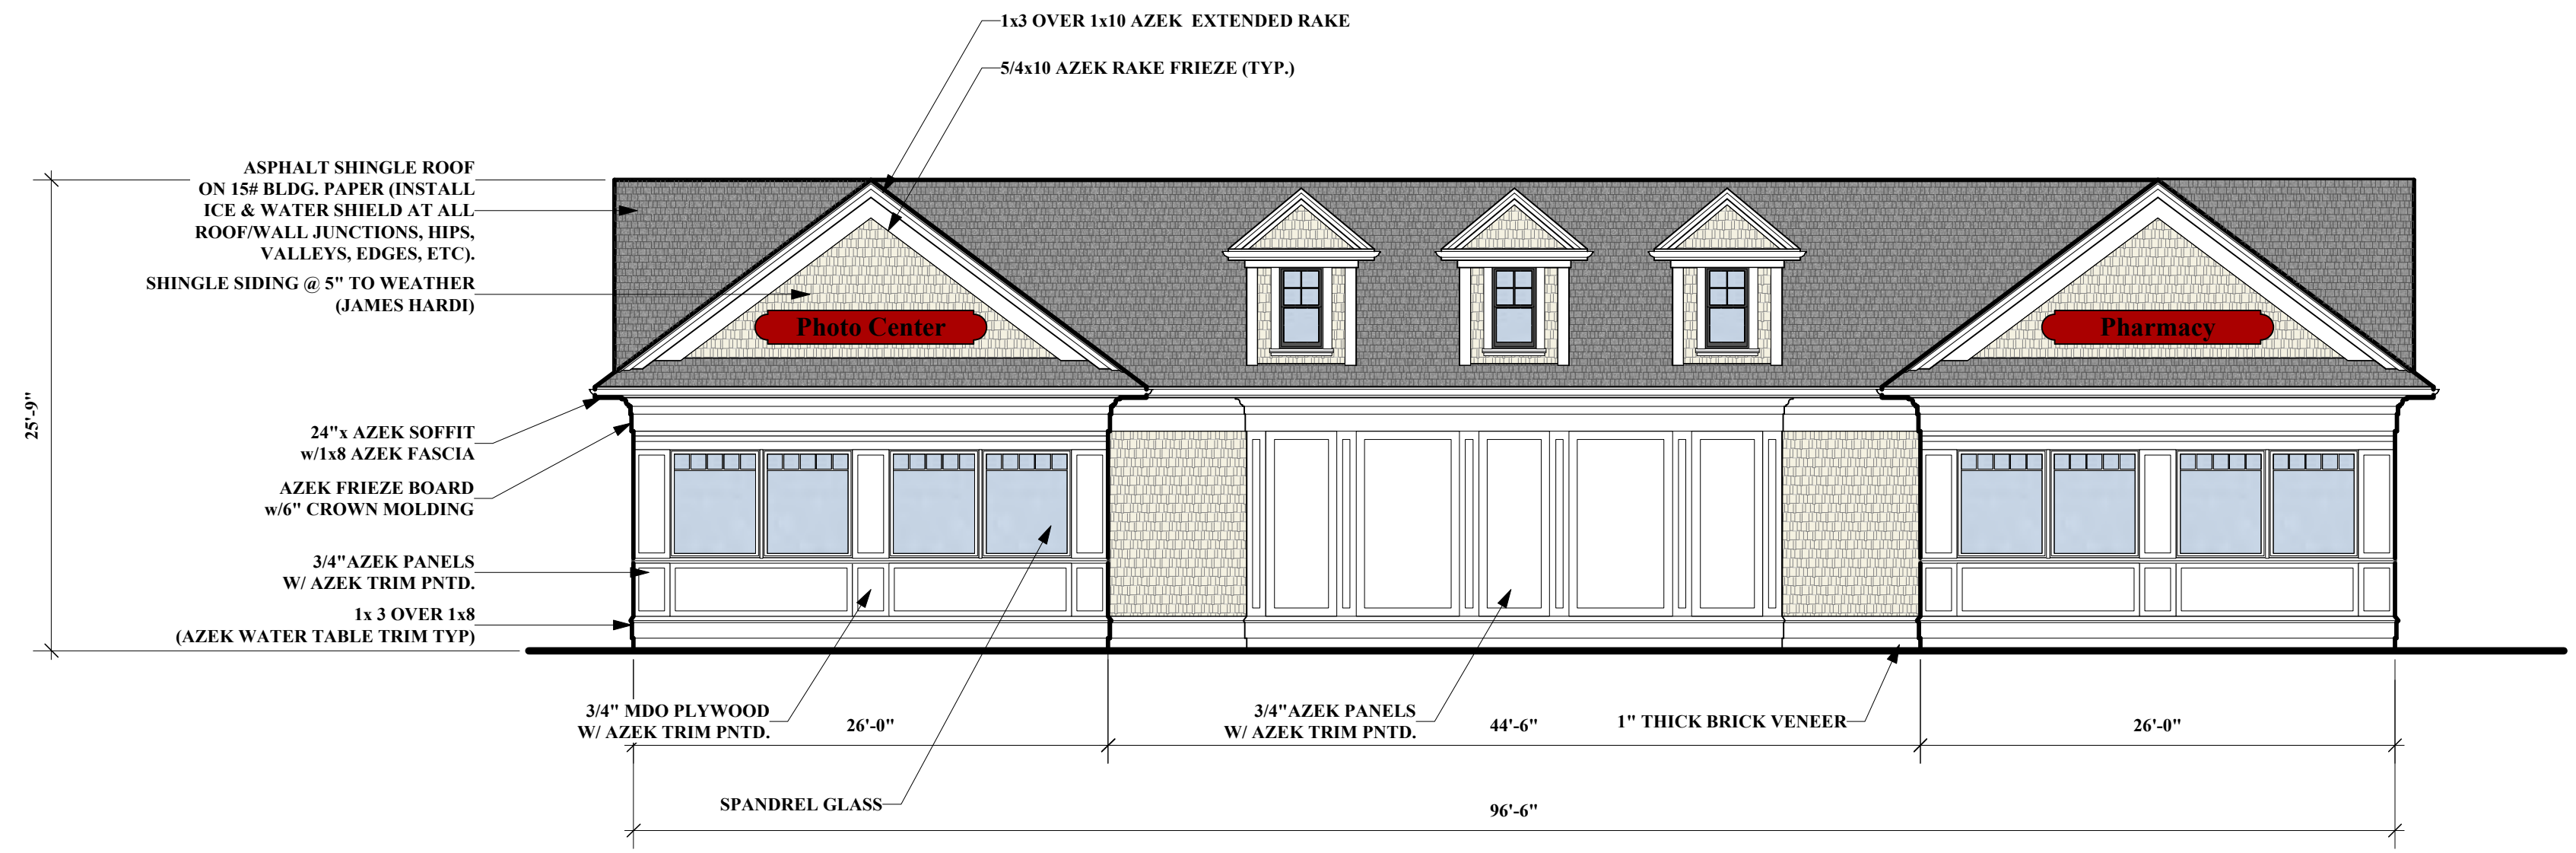 1x3 OVER 1x10 AZEK  EXTENDED RAKE
5/4x10 AZEK RAKE FRIEZE (TYP.)
ASPHALT SHINGLE ROOF
ON 15# BLDG. PAPER (INSTALL
ICE & WATER SHIELD AT ALL
ROOF/WALL JUNCTIONS, HIPS,
VALLEYS, EDGES, ETC).
SHINGLE SIDING @ 5" TO WEATHER
(JAMES HARDI)
Photo Center
Pharmacy
25'-9"
24"x AZEK SOFFIT
w/1x8 AZEK FASCIA
AZEK FRIEZE BOARD
w/6" CROWN MOLDING
3/4"AZEK PANELS
W/ AZEK TRIM PNTD.
1x 3 OVER 1x8
(AZEK WATER TABLE TRIM TYP)
3/4" MDO PLYWOOD
W/ AZEK TRIM PNTD.
26'-0"
3/4"AZEK PANELS
W/ AZEK TRIM PNTD.
44'-6"
1" THICK BRICK VENEER
26'-0"
SPANDREL GLASS
96'-6"